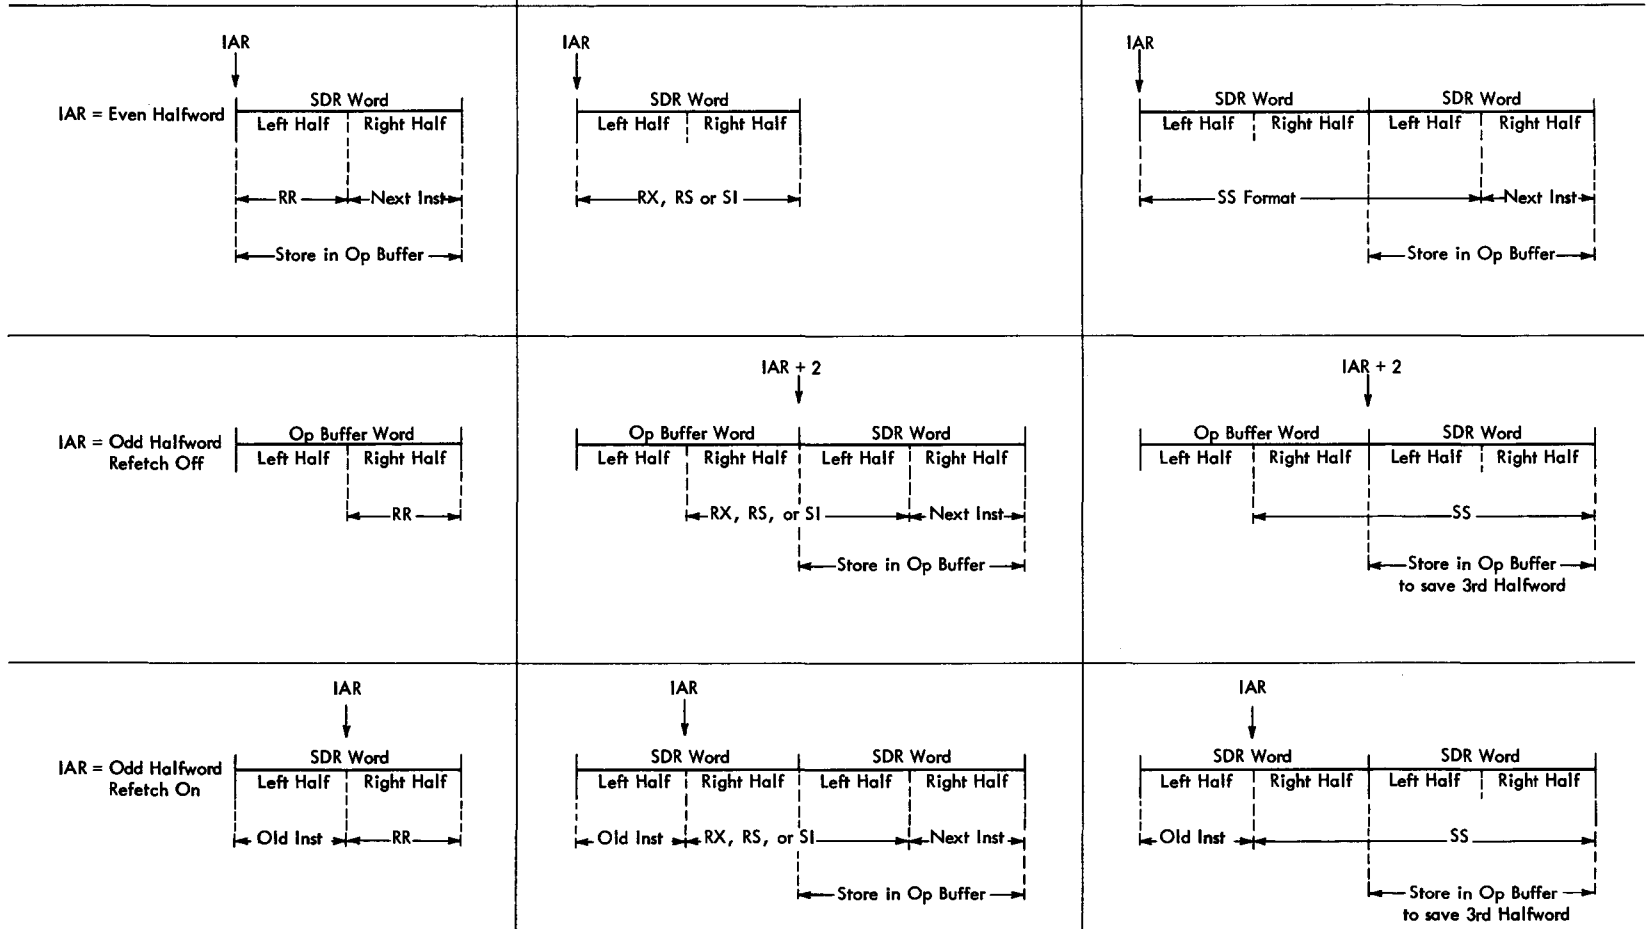 IAR
IAR = Even Halfword
SDR Word
Left Half Right Half
RR Next Inst
Store in Op Buffer
IAR
SDR Word
Left Half Right Half
RX, RS or SI
IAR
SDR Word SDR Word
Left Half Right Half Left Half Right Half
SS Format Next Inst
Store in Op Buffer
IAR = Odd Halfword
Refetch Off
Op Buffer Word
Left Half Right Half
RR
IAR + 2
Op Buffer Word SDR Word
Left Half Right Half Left Half Right Half
RX, RS, or SI Next Inst
Store in Op Buffer
IAR + 2
Op Buffer Word SDR Word
Left Half Right Half Left Half Right Half
SS
Store in Op Buffer
to save 3rd Halfword
IAR
IAR = Odd Halfword
Refetch On
SDR Word
Left Half Right Half
Old Inst RR
IAR
SDR Word SDR Word
Left Half Right Half Left Half Right Half
Old Inst RX, RS, or SI Next Inst
Store in Op Buffer
IAR
SDR Word SDR Word
Left Half Right Half Left Half Right Half
Old Inst SS
Store in Op Buffer
to save 3rd Halfword